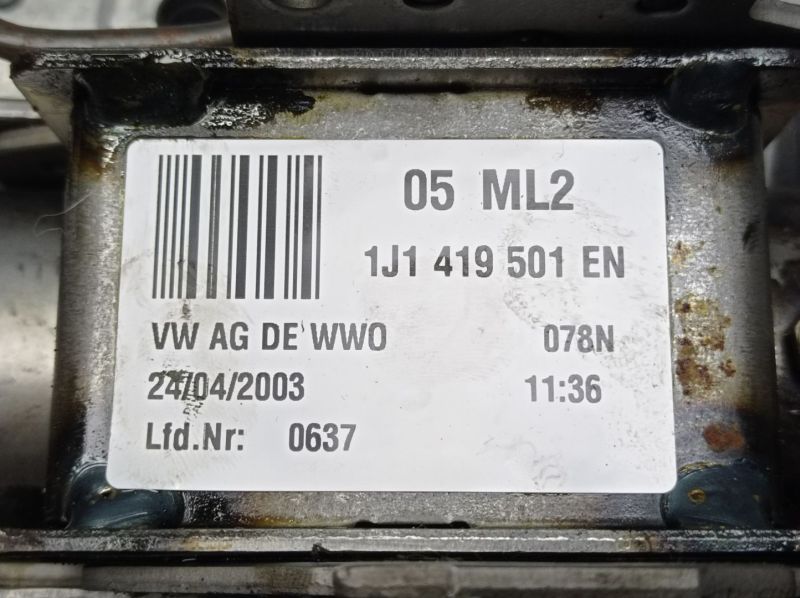 05 ML2
1J1 419 501 EN
VW AG DE WWO 078N
24/04/2003 11:36
Lfd.Nr: 0637